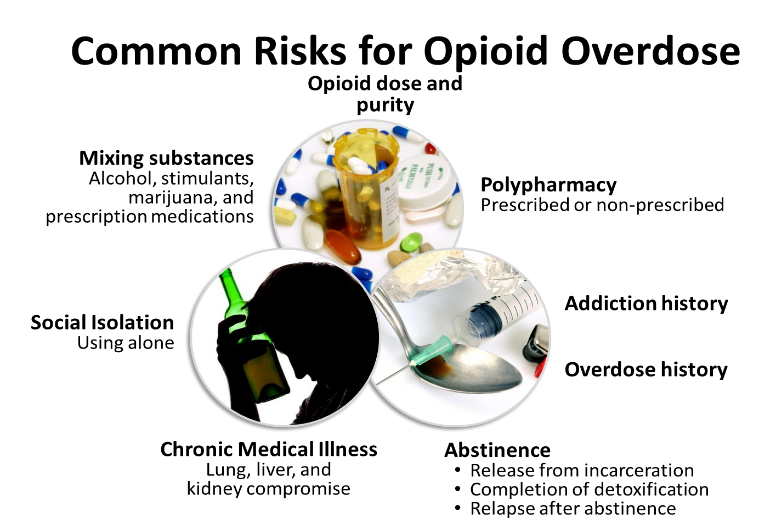 Common Risks for Opioid Overdose
Opioid dose and
purity
Mixing substances
Alcohol, stimulants,
marijuana, and
prescription medications
Polypharmacy
Prescribed or non-prescribed
Social Isolation
Using alone
Addiction history
Overdose history
Chronic Medical Illness
Lung, liver, and
kidney compromise
Abstinence
• Release from incarceration
• Completion of detoxification
• Relapse after abstinence